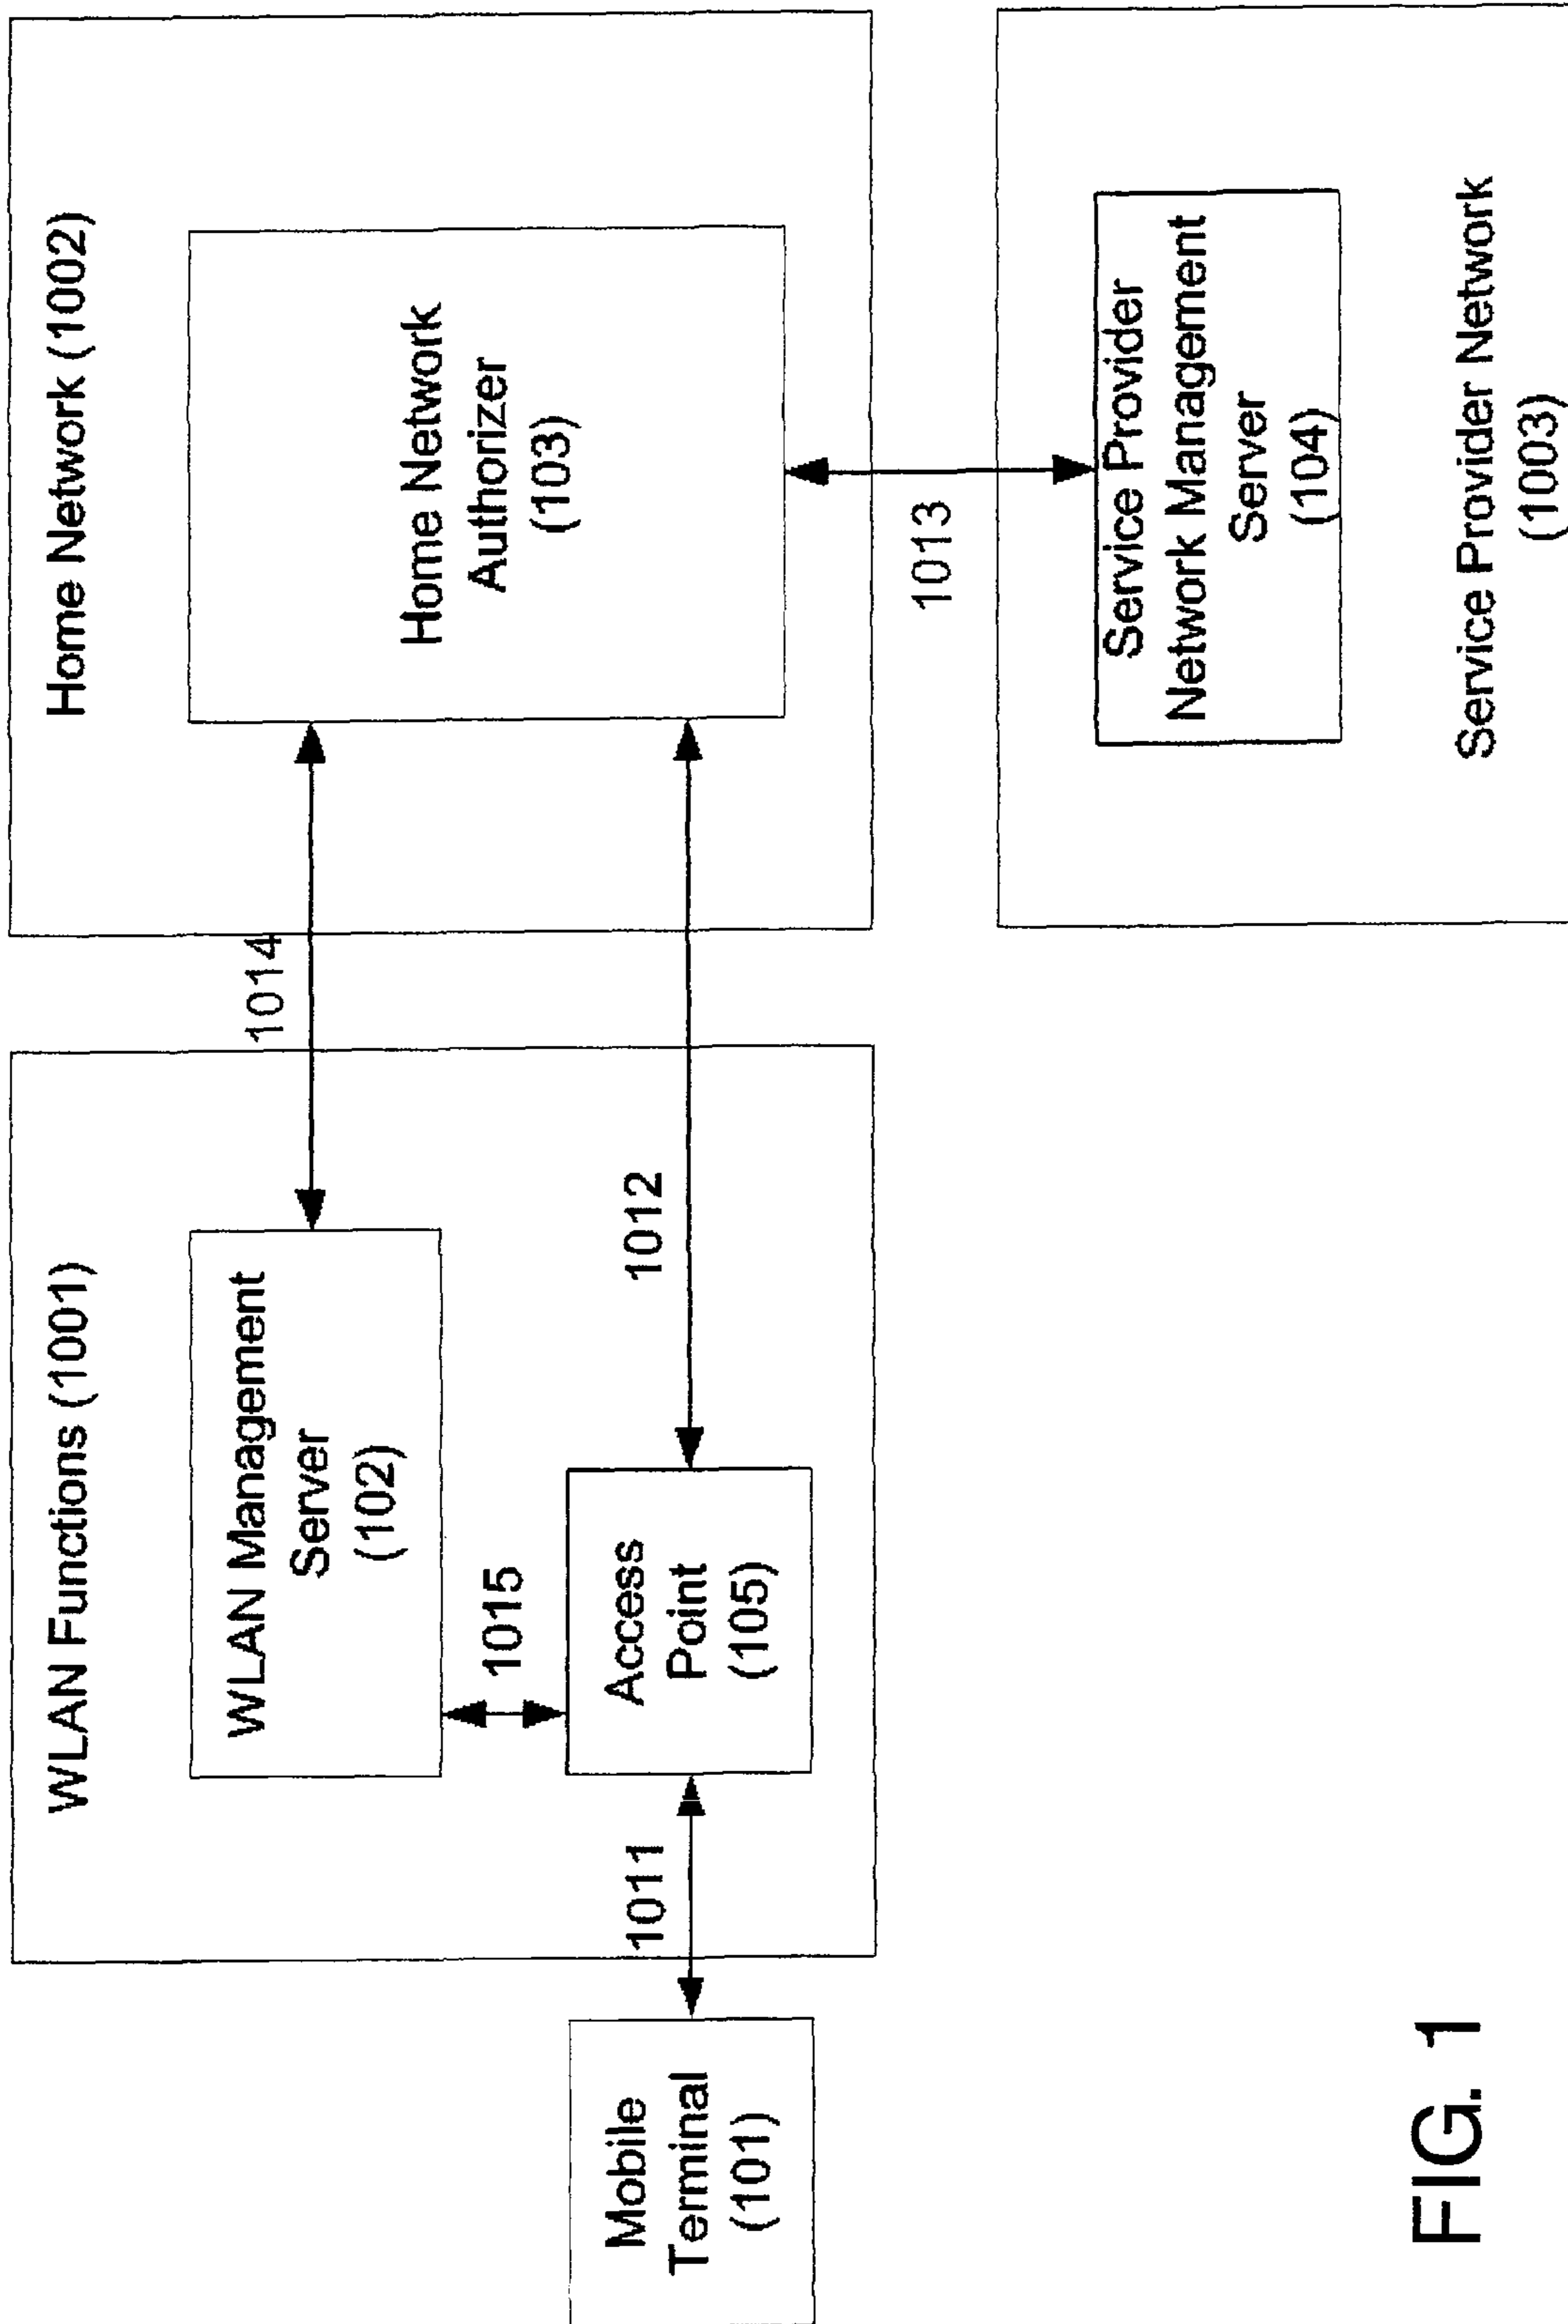 WLAN Functions (1001)
Home Network (1002)
WLAN Management
Server
(102)
1014
Home Network
Authorizer
(103)
1015
1012
Mobile
Terminal
(101)
1011
Access
Point
(105)
1013
Service Provider
Network Management
Server
(104)
Service Provider Network
(1003)
FIG. 1